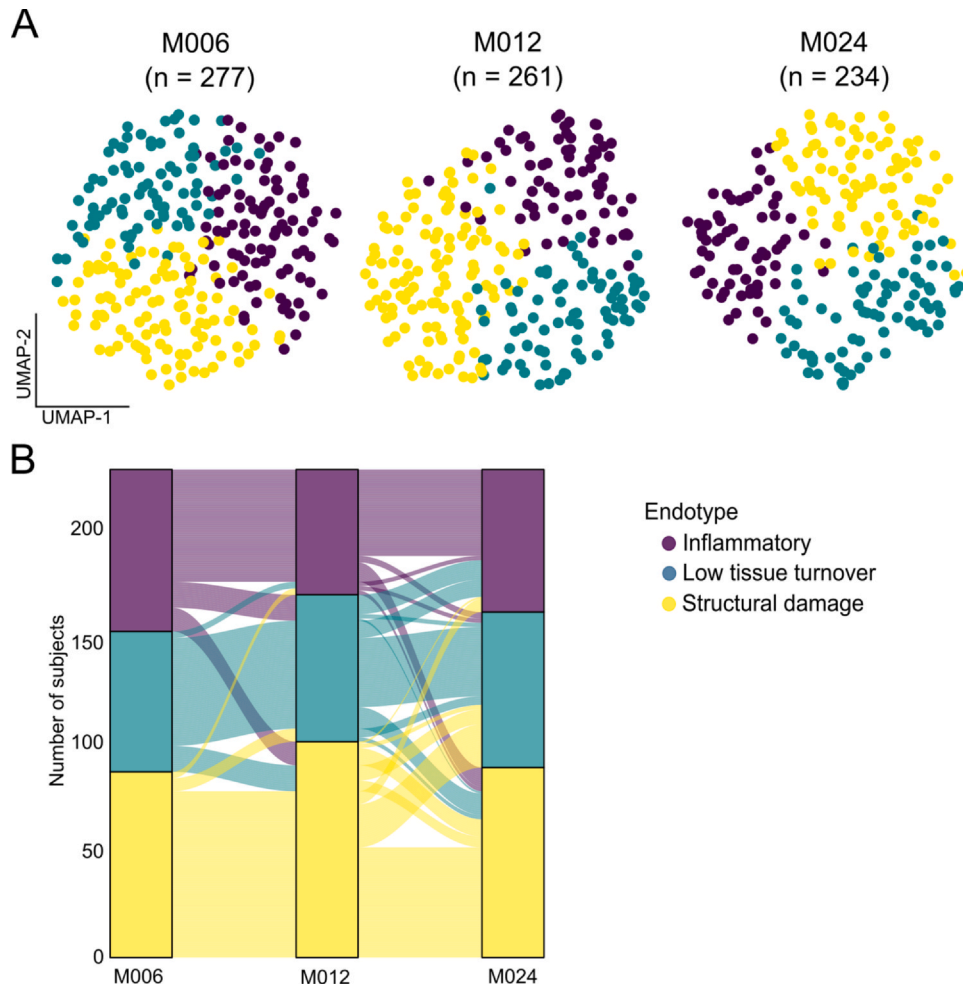 A
M006
(n = 277)
M012
(n = 261)
M024
(n = 234)
UMAP-2
UMAP-1
B
Number of subjects
200
150
100
50
0
M006
M012
M024
Endotype
Inflammatory
Low tissue turnover
Structural damage